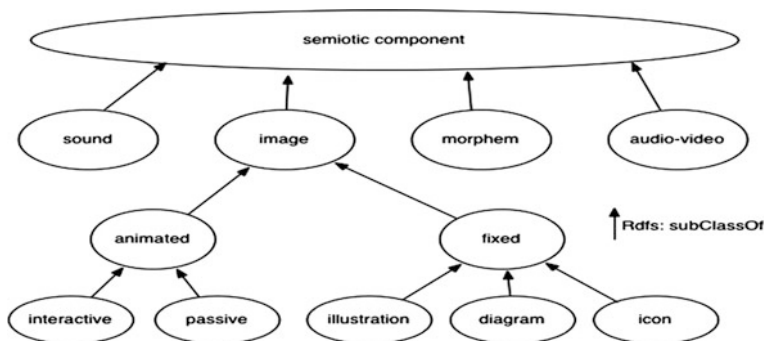 semiotic component
sound
image
morphem
audio-video
animated
fixed
Rdfs: subClassOf
interactive
passive
illustration
diagram
icon